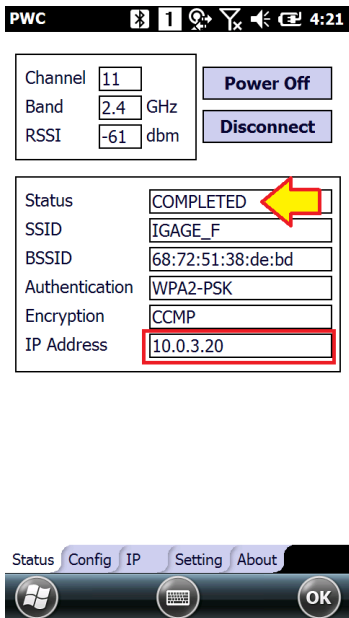 PWC 1 4:21
Channel 11
Power Off
Band 2.4 GHz
Disconnect
RSSI -61 dbm
Status COMPLETED
SSID IGAGE_F
BSSID 68:72:51:38:de:bd
Authentication WPA2-PSK
Encryption CCMP
IP Address 10.0.3.20
Status Config IP Setting About
OK